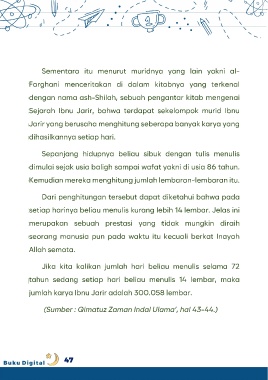 Sementara itu menurut muridnya yang lain yakni al-
Farghani menceritakan di dalam kitabnya yang terkenal
dengan nama ash-Shilah, sebuah pengantar kitab mengenai
Sejarah Ibnu Jarir, bahwa terdapat sekelompok murid Ibnu
Jarir yang berusaha menghitung seberapa banyak karya yang
dihasilkannya setiap hari.
Sepanjang hidupnya beliau sibuk dengan tulis menulis
dimulai sejak usia baligh sampai wafat yakni di usia 86 tahun.
Kemudian mereka menghitung jumlah lembaran-lembaran itu.
Dari penghitungan tersebut dapat diketahui bahwa pada
setiap harinya beliau menulis kurang lebih 14 lembar. Jelas ini
merupakan sebuah prestasi yang tidak mungkin diraih
seorang manusia pun pada waktu itu kecuali berkat Inayah
Allah semata.
Jika kita kalikan jumlah hari beliau menulis selama 72
tahun sedang setiap hari beliau menulis 14 lembar, maka
jumlah karya Ibnu Jarir adalah 300.058 lembar.
(Sumber : Qimatuz Zaman Indal Ulama', hal 43-44.)
Buku Digital 47